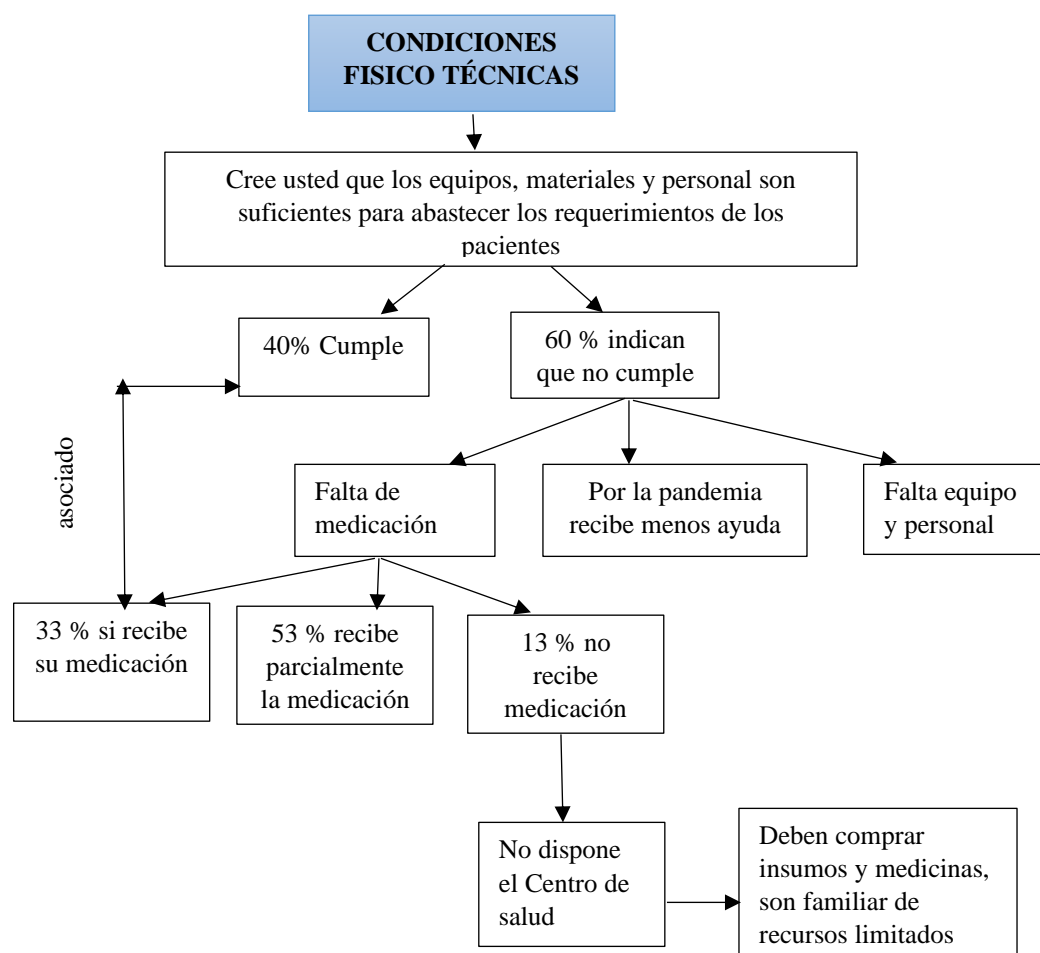 CONDICIONES
FISICO TÉCNICAS
Cree usted que los equipos, materiales y personal son
suficientes para abastecer los requerimientos de los
pacientes
40% Cumple
60 % indican
que no cumple
asociado
Falta de
medicación
Por la pandemia
recibe menos ayuda
Falta equipo
y personal
33 % si recibe
su medicación
53 % recibe
parcialmente
la medicación
13 % no
recibe
medicación
No dispone
el Centro de
salud
Deben comprar
insumos y medicinas,
son familiar de
recursos limitados